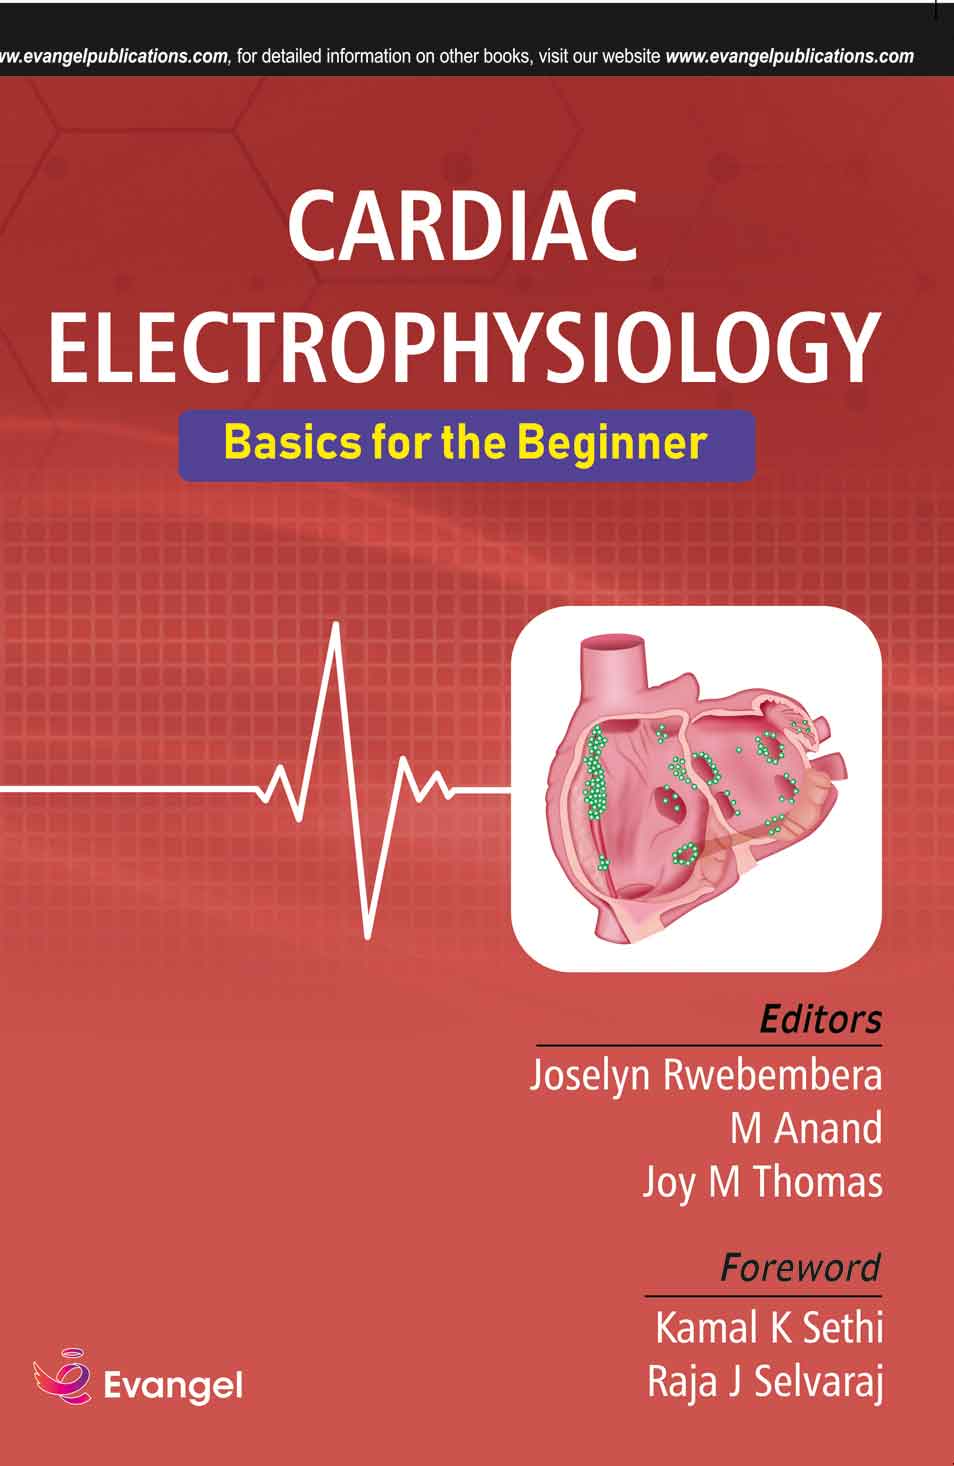 www.evangelpublications.com, for detailed information on other books, visit our website www.evangelpublications.com
CARDIAC
ELECTROPHYSIOLOGY
Basics for the Beginner
Editors
Joselyn Rwebembera
M Anand
Joy M Thomas
Foreword
Kamal K Sethi
Raja J Selvaraj
Evangel